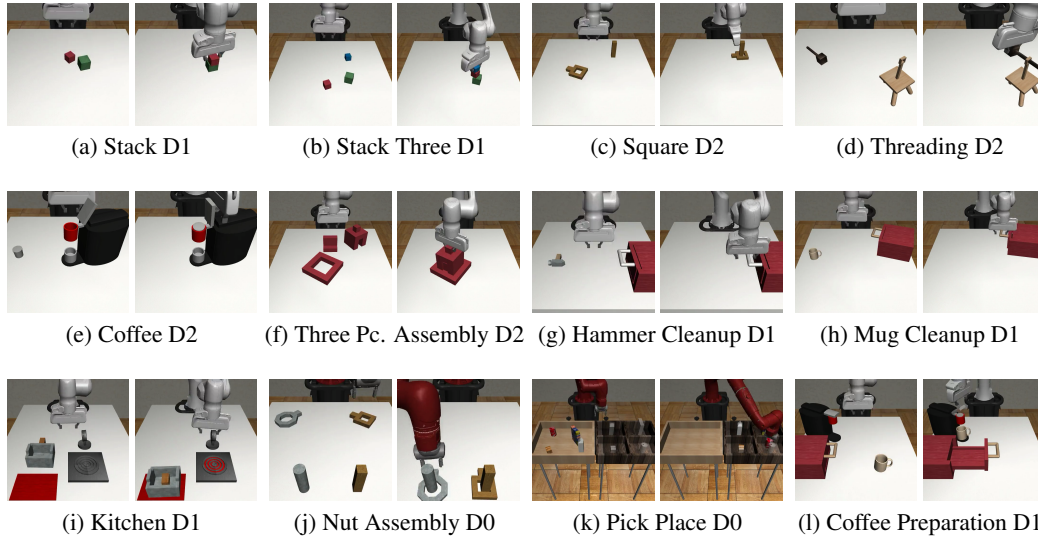 (a) Stack D1
(b) Stack Three D1
(c) Square D2
(d) Threading D2
(e) Coffee D2
(f) Three Pc. Assembly D2
(g) Hammer Cleanup D1
(h) Mug Cleanup D1
(i) Kitchen D1
(j) Nut Assembly D0
(k) Pick Place D0
(l) Coffee Preparation D1